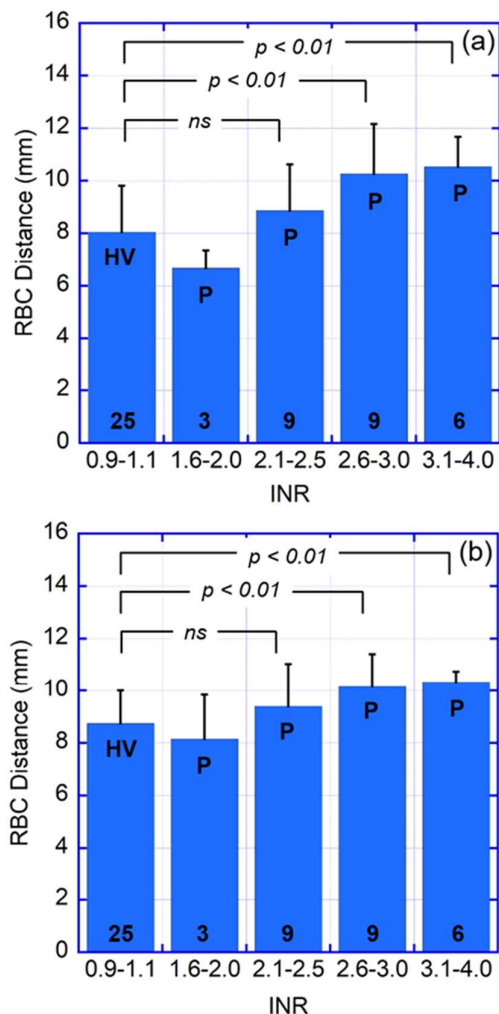 16
(a)
p < 0.01
14
p < 0.01
12
ns
10
P
P
8
P
HV
6
P
4
2
25
3
9
9
6
0
0.9-1.1
1.6-2.0
2.1-2.5
2.6-3.0
3.1-4.0
INR
RBC Distance (mm)
16
(b)
p < 0.01
14
p < 0.01
12
ns
10
P
P
P
8
HV
P
6
4
2
25
3
9
9
6
0
0.9-1.1
1.6-2.0
2.1-2.5
2.6-3.0
3.1-4.0
INR
RBC Distance (mm)